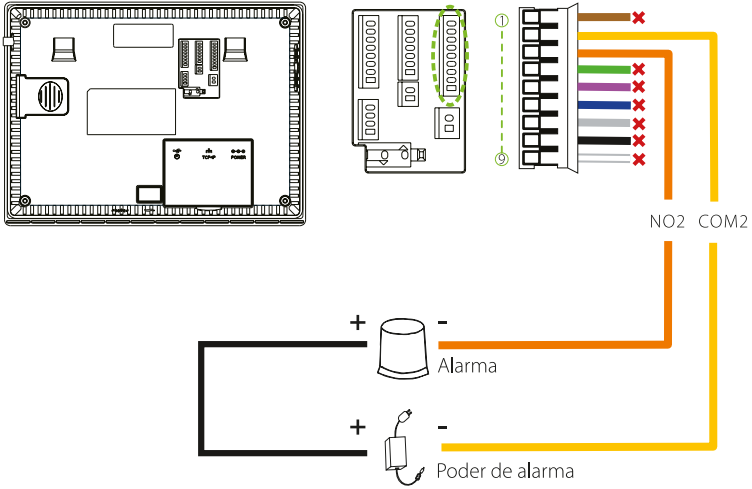 TCP-IP
POWER
①
⑨
NO2
COM2
+
-
Alarma
+
-
Poder de alarma